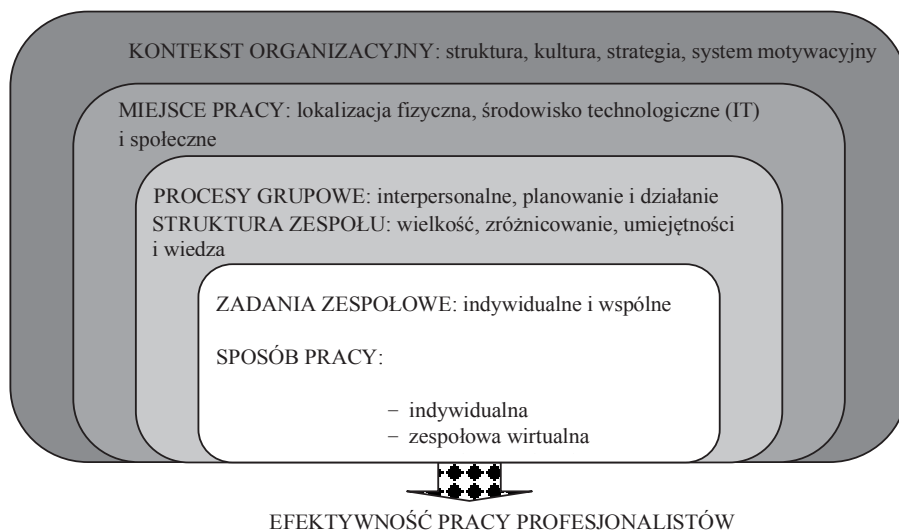 KONTEKST ORGANIZACYJNY: struktura, kultura, strategia, system motywacyjny
MIEJSCE PRACY: lokalizacja fizyczna, środowisko technologiczne (IT)
i społeczne
PROCESY GRUPOWE: interpersonalne, planowanie i działanie
STRUKTURA ZESPOŁU: wielkość, zróżnicowanie, umiejętności
i wiedza
ZADANIA ZESPOŁOWE: indywidualne i wspólne
SPOSÓB PRACY:
– indywidualna
– zespołowa wirtualna
EFEKTYWNOŚĆ PRACY PROFESJONALISTÓW